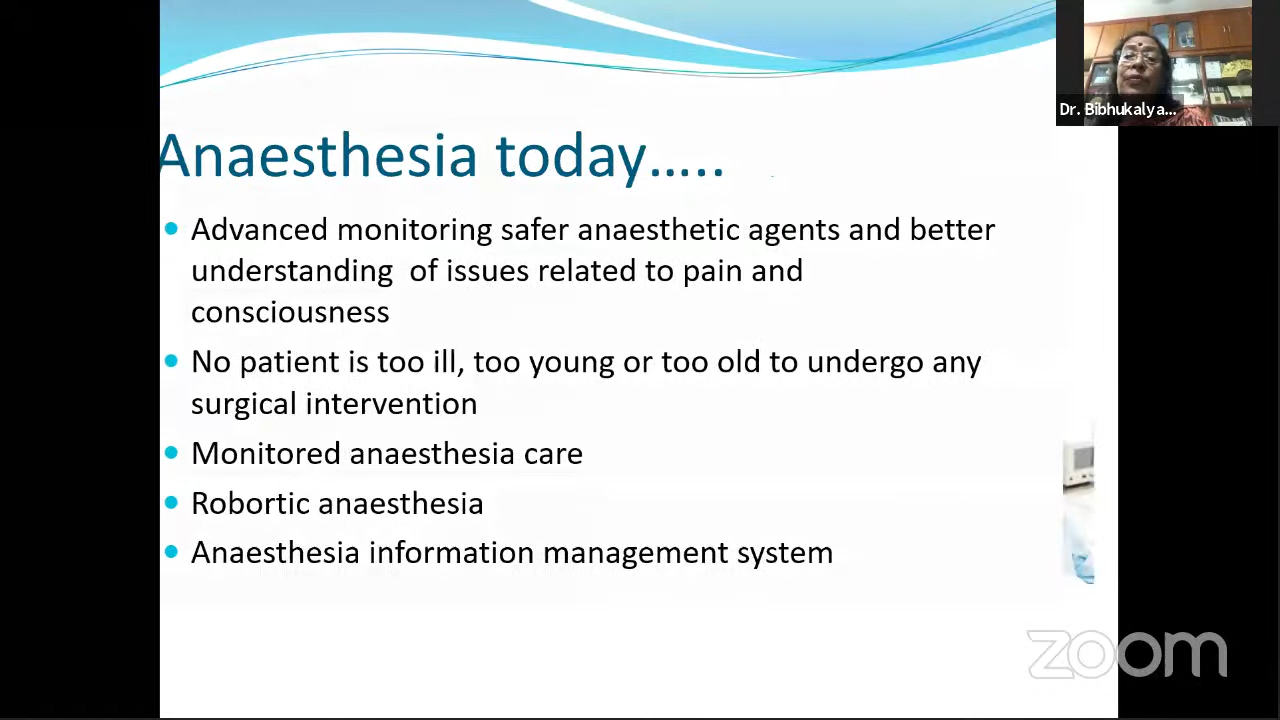 Dr. Bibhukalya...
Anaesthesia today.....
• Advanced monitoring safer anaesthetic agents and better
understanding of issues related to pain and
consciousness
• No patient is too ill, too young or too old to undergo any
surgical intervention
• Monitored anaesthesia care
• Robortic anaesthesia
• Anaesthesia information management system
zoom